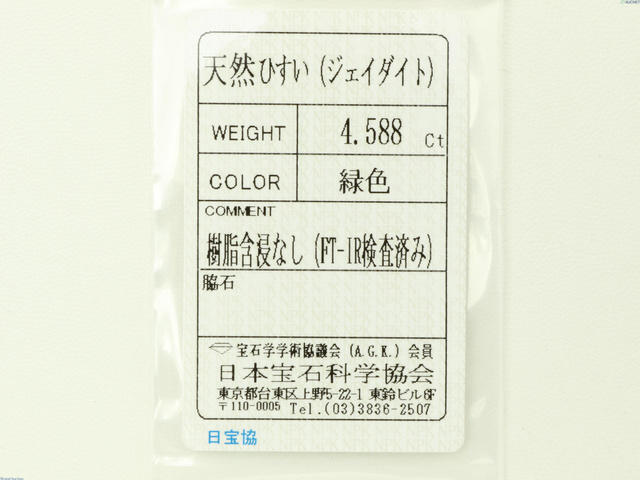 天然ひすい (ジェイダイト)
WEIGHT 4.588 Ct
COLOR 緑色
COMMENT
樹脂含浸なし (FT-IR検査済み)
脇石
宝石学学術協議会 (A.G.K.) 会員
日本宝石科学協会
東京都台東区上野5-22-1 東鈴ビル6F
〒110-0005 Tel.(03)3836-2507
日宝協